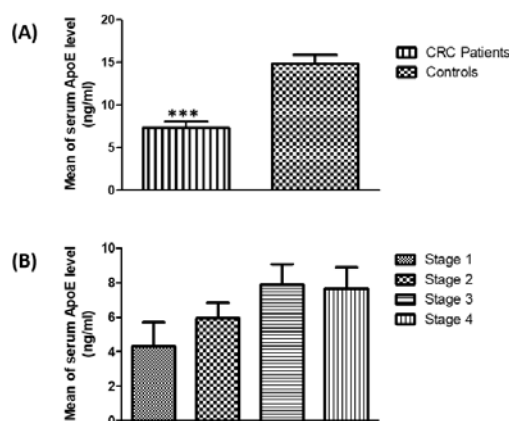 (A)
Mean of serum ApoE level
(ng/ml)
20
15
10
5
0
***
CRC Patients
Controls
(B)
Mean of serum ApoE level
(ng/ml)
10
8
6
4
2
0
Stage 1
Stage 2
Stage 3
Stage 4